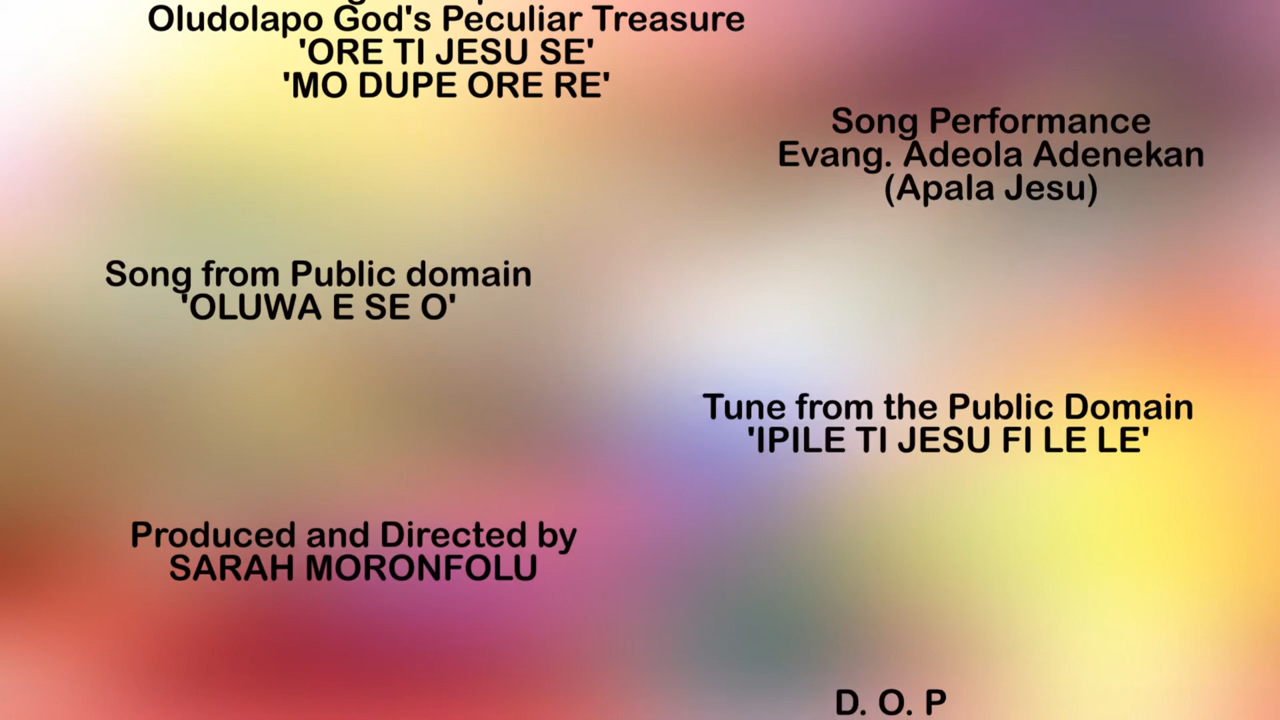 Oludolapo God's Peculiar Treasure
'ORE TI JESU SE'
'MO DUPE ORE RE'
Song Performance
Evang. Adeola Adenekan
(Apala Jesu)
Song from Public domain
'OLUWA E SE O'
Tune from the Public Domain
'IPILE TI JESU FI LE LE'
Produced and Directed by
SARAH MORONFOLU
D. O. P